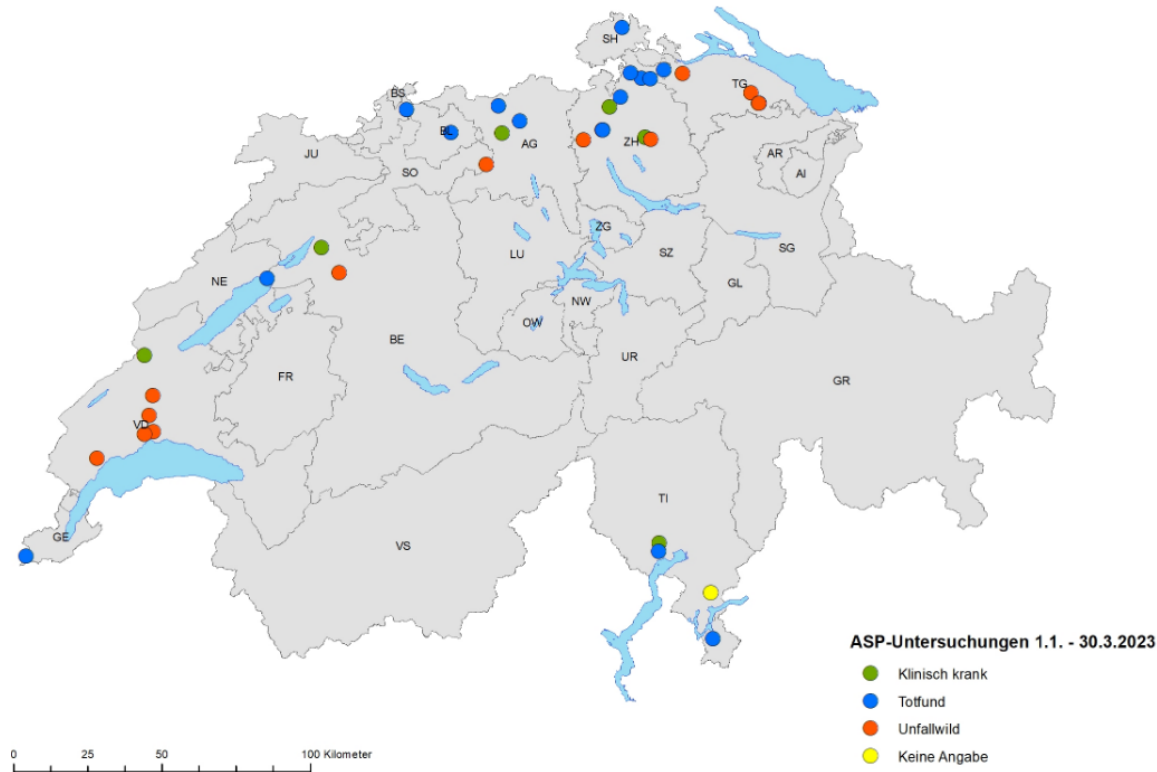 SH
BS
TG
BL
AG
ZH
JU
AR
SO
AI
ZG
LU
SZ
SG
NE
GL
NW
OW
BE
UR
FR
GR
VD
TI
GE
VS
ASP-Untersuchungen 1.1. - 30.3.2023
Klinisch krank
Totfund
Unfallwild
Keine Angabe
0 25 50 100 Kilometer